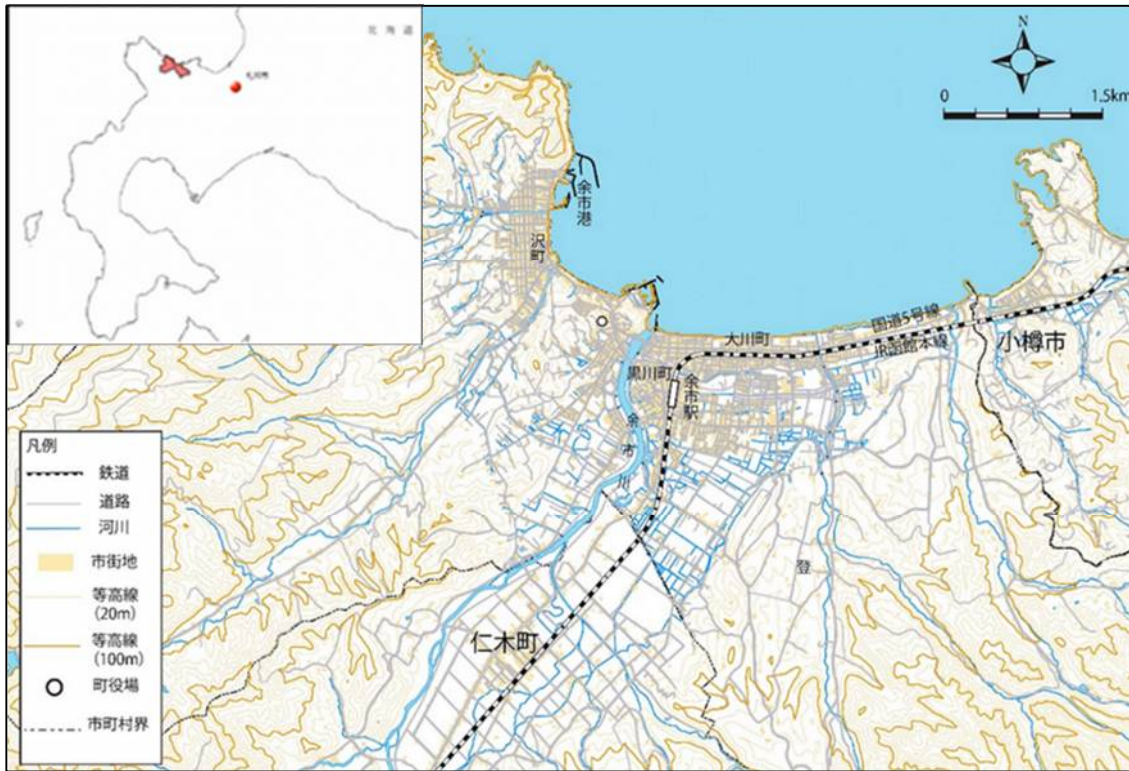 北海道
札幌市
N
0 1.5km
余市港
沢町
大川町
国道5号線
JR函館本線
小樽市
黒川町
余市駅
余市川
登
仁木町
凡例
鉄道
道路
河川
市街地
等高線
(20m)
等高線
(100m)
町役場
市町村界